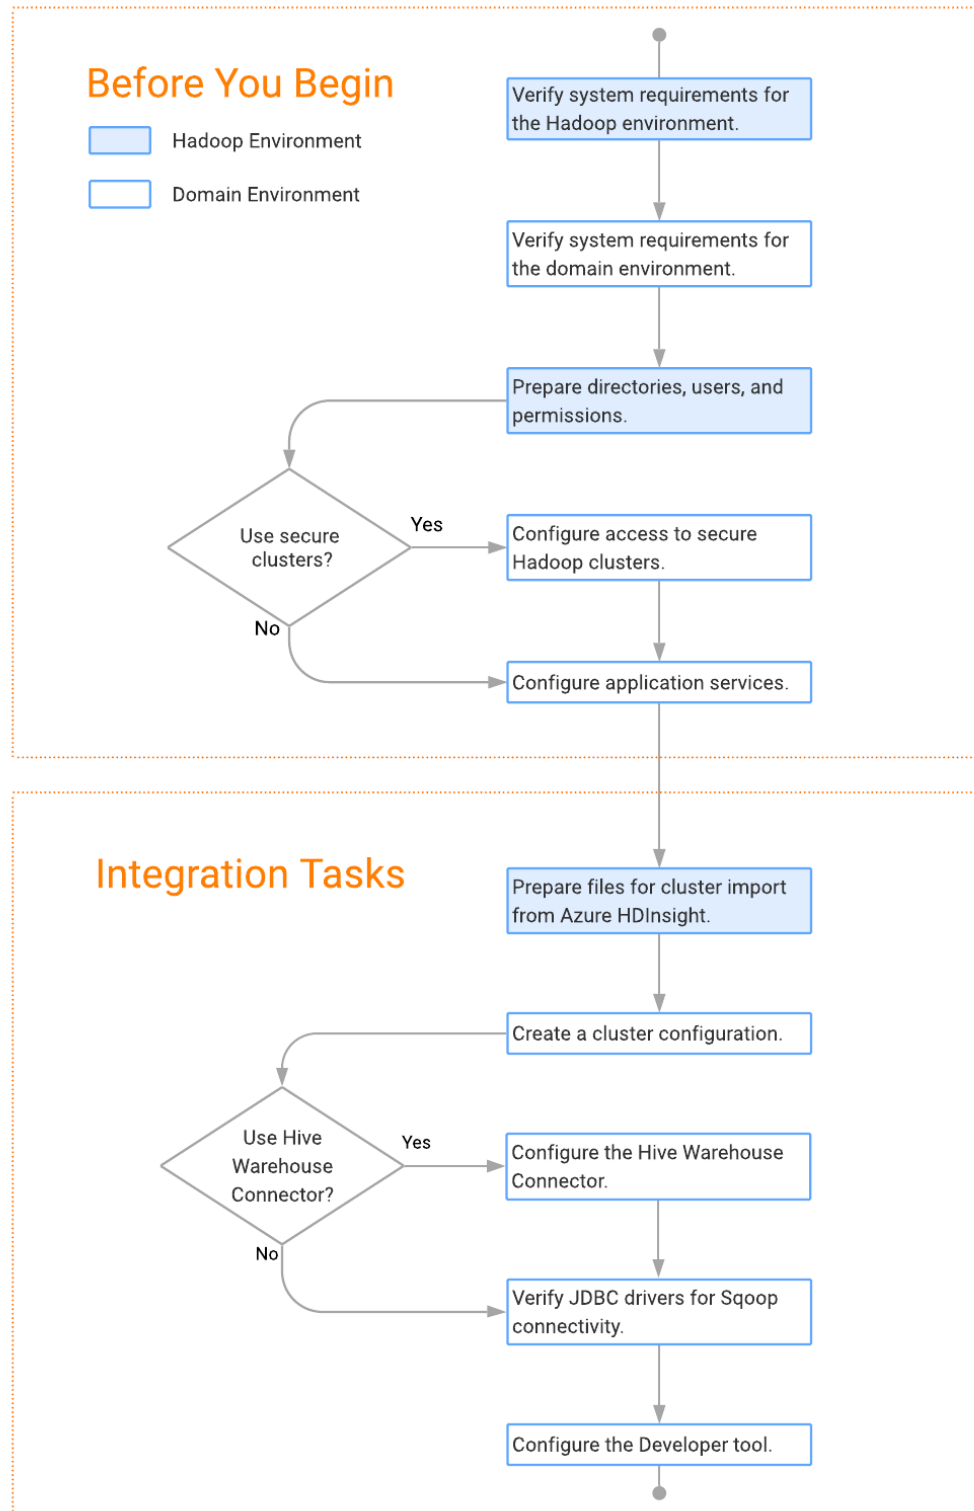 Before You Begin
Hadoop Environment
Domain Environment
Verify system requirements for
the Hadoop environment.
Verify system requirements for
the domain environment.
Prepare directories, users, and
permissions.
Use secure
clusters?
Yes
No
Configure access to secure
Hadoop clusters.
Configure application services.
Integration Tasks
Prepare files for cluster import
from Azure HDInsight.
Create a cluster configuration.
Use Hive
Warehouse
Connector?
Yes
No
Configure the Hive Warehouse
Connector.
Verify JDBC drivers for Sqoop
connectivity.
Configure the Developer tool.